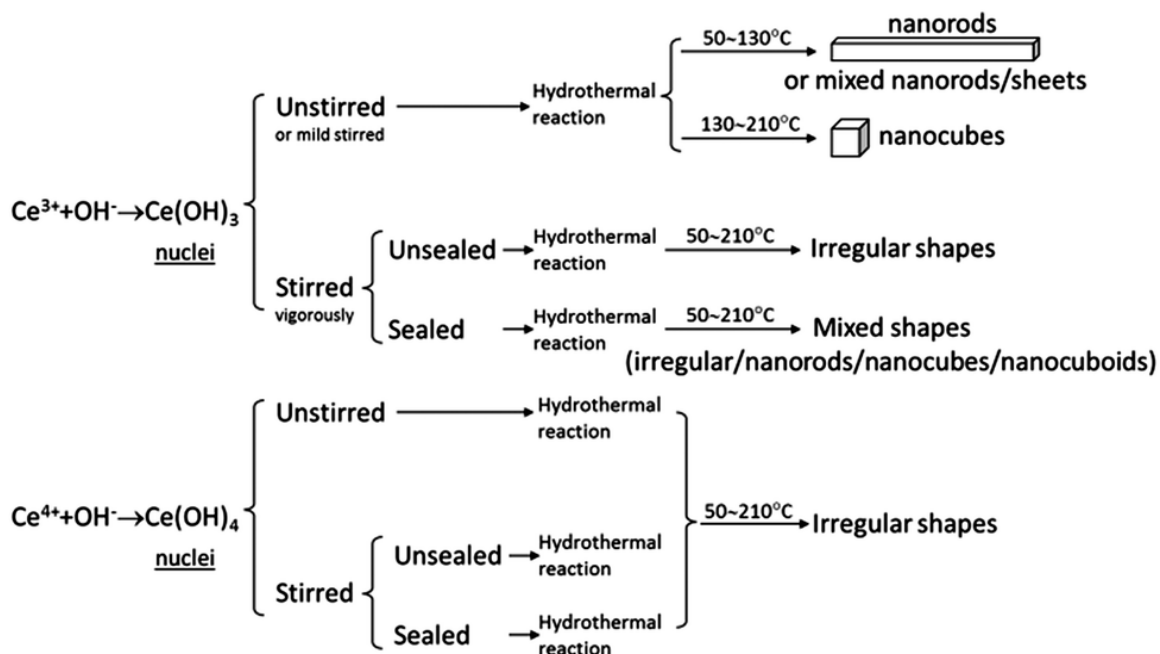 nanorods
50~130°C
or mixed nanorods/sheets
Unstirred
or mild stirred
Hydrothermal
reaction
130~210°C
nanocubes
Ce³⁺+OH⁻→Ce(OH)₃
nuclei
Stirred
vigorously
Unsealed
Hydrothermal
reaction
50~210°C
Irregular shapes
Sealed
Hydrothermal
reaction
50~210°C
Mixed shapes
(irregular/nanorods/nanocubes/nanocuboids)
Unstirred
Hydrothermal
reaction
Ce⁴⁺+OH⁻→Ce(OH)₄
nuclei
Stirred
Unsealed
Hydrothermal
reaction
Sealed
Hydrothermal
reaction
50~210°C
Irregular shapes